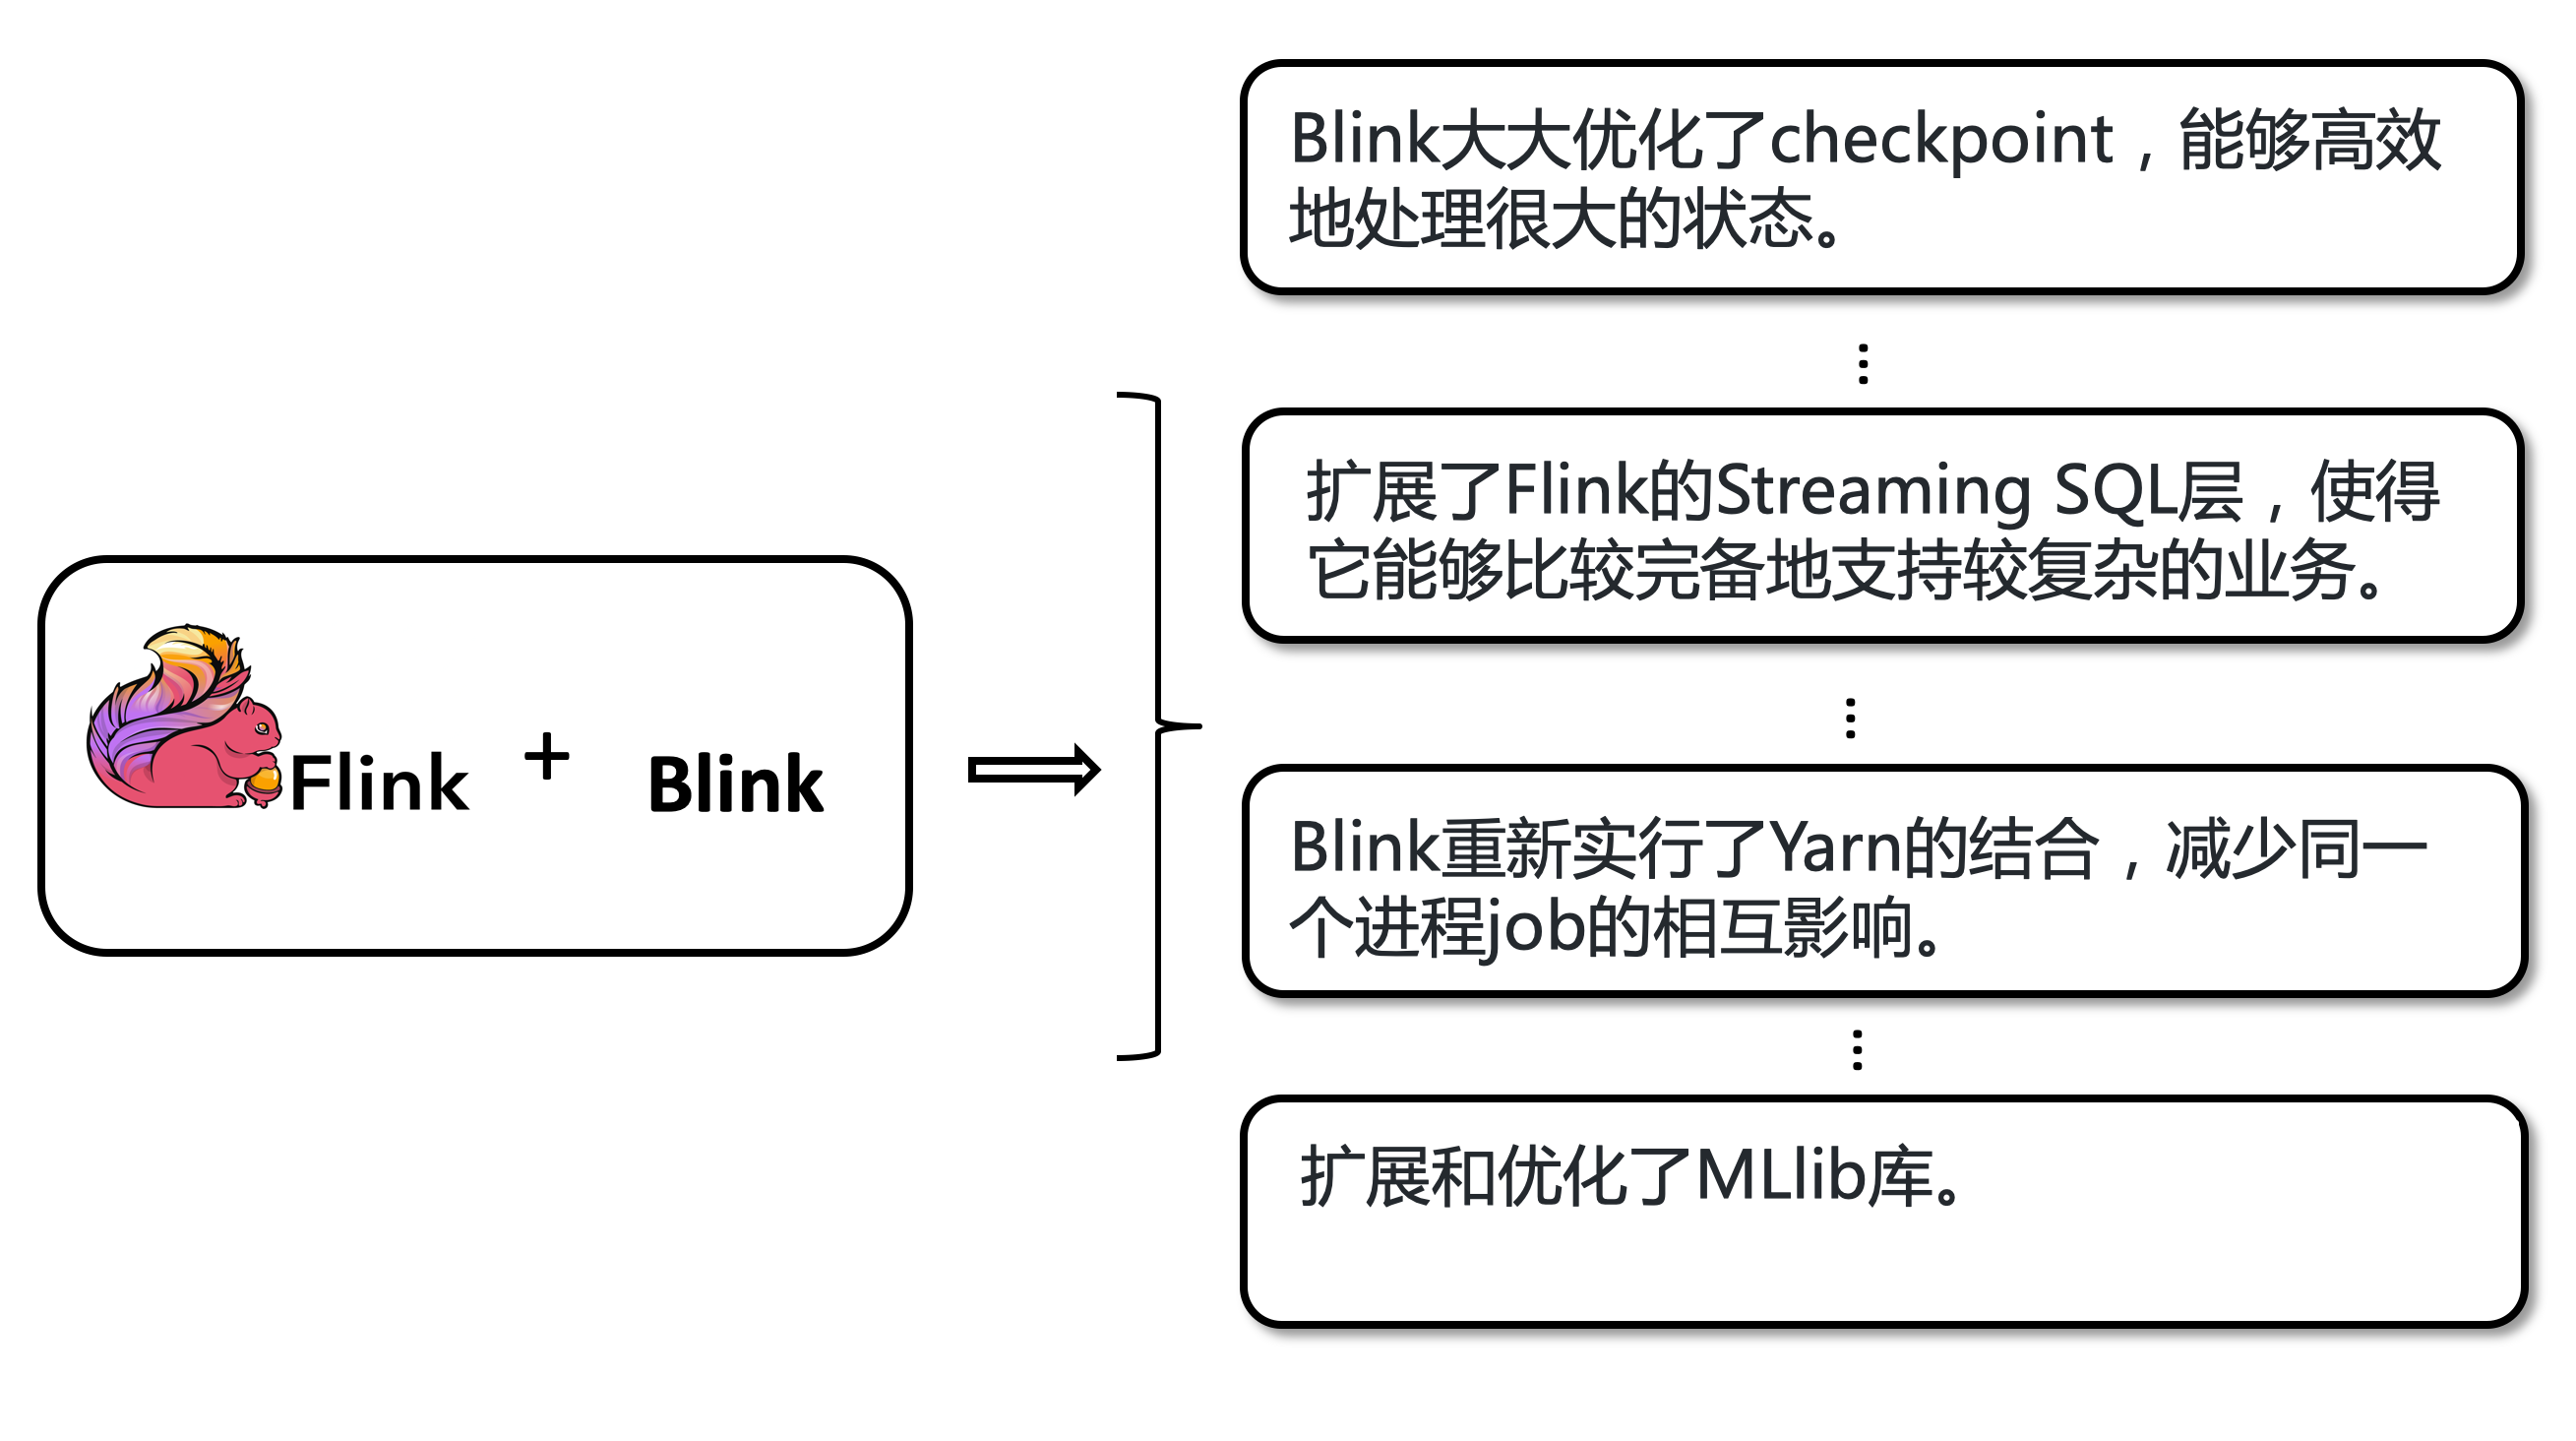 Flink + Blink
Blink大大优化了checkpoint，能够高效
地处理很大的状态。
扩展了Flink的Streaming SQL层，使得
它能够比较完备地支持较复杂的业务。
Blink重新实行了Yarn的结合，减少同一
个进程job的相互影响。
扩展和优化了MLlib库。